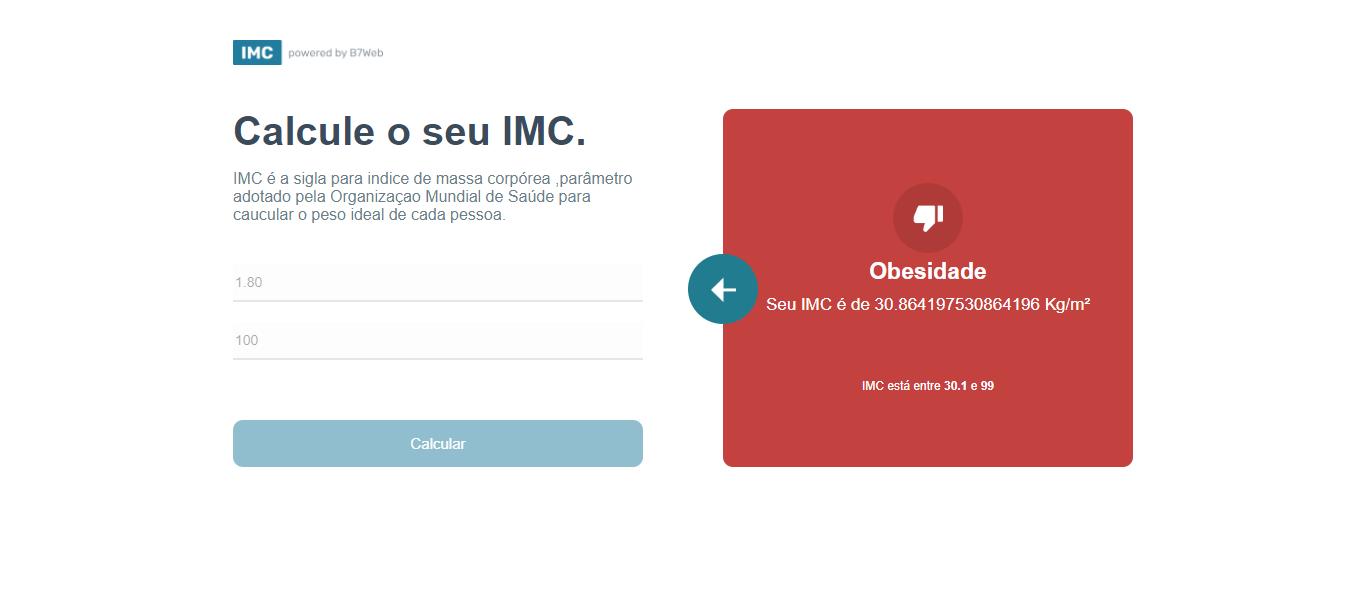 IMC powered by B7Web
Calcule o seu IMC.
IMC é a sigla para indice de massa corpórea ,parâmetro
adotado pela Organizaçao Mundial de Saúde para
caucular o peso ideal de cada pessoa.
1.80
100
Calcular
Obesidade
Seu IMC é de 30.864197530864196 Kg/m²
IMC está entre 30.1 e 99